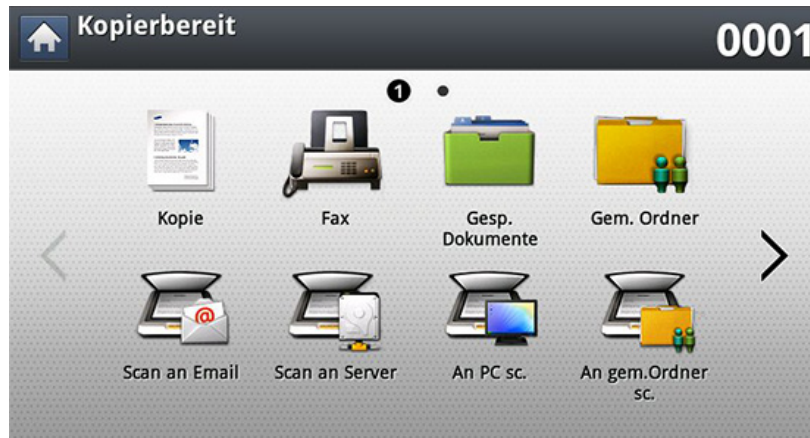 Kopierbereit
0001
1
Kopie
Fax
Gesp.
Dokumente
Gem. Ordner
@
Scan an Email
Scan an Server
An PC sc.
An gem.Ordner
sc.